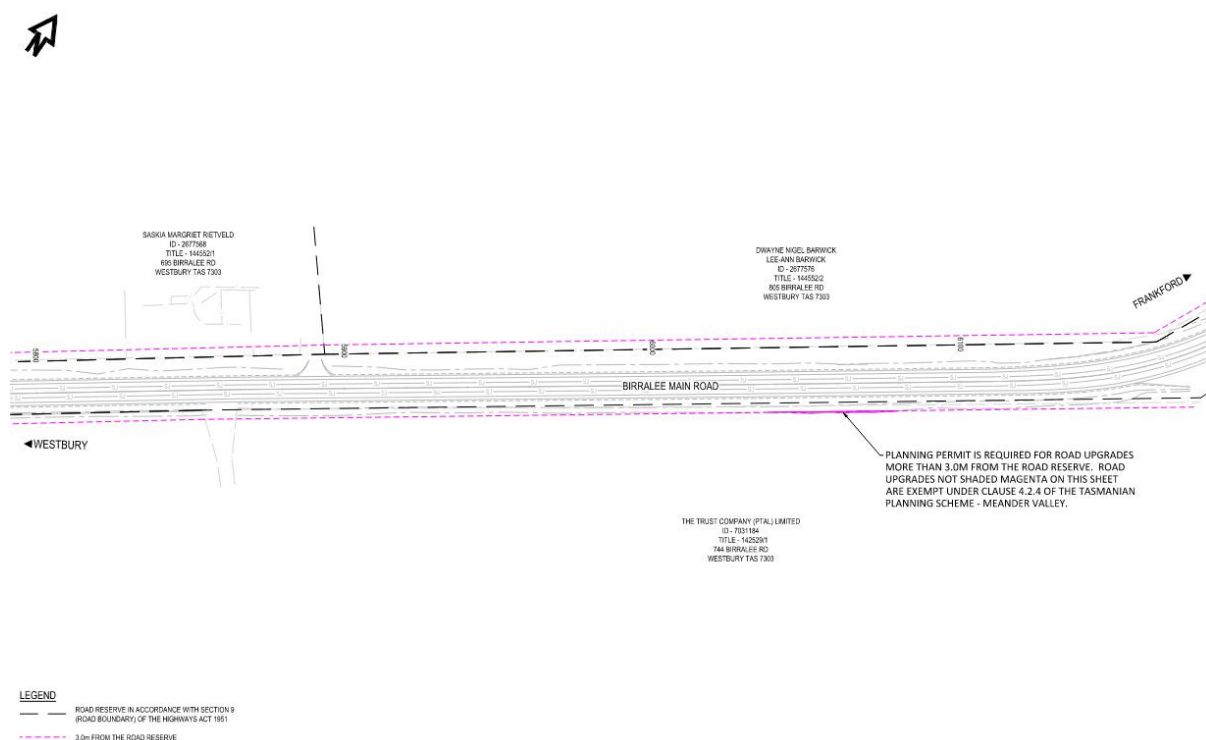 N
SASKIA MARGRIET RIETVELD
ID - 2677568
TITLE - 144552/1
695 BIRRALEE RD
WESTBURY TAS 7303
DWAYNE NIGEL BARWICK
LEE-ANN BARWICK
ID - 2677576
TITLE - 144552/2
805 BIRRALEE RD
WESTBURY TAS 7303
FRANKFORD
5800
5900
6000
6100
BIRRALEE MAIN ROAD
WESTBURY
PLANNING PERMIT IS REQUIRED FOR ROAD UPGRADES
MORE THAN 3.0M FROM THE ROAD RESERVE. ROAD
UPGRADES NOT SHADED MAGENTA ON THIS SHEET
ARE EXEMPT UNDER CLAUSE 4.2.4 OF THE TASMANIAN
PLANNING SCHEME - MEANDER VALLEY.
THE TRUST COMPANY (PTAL) LIMITED
ID - 7031184
TITLE - 142529/1
744 BIRRALEE RD
WESTBURY TAS 7303
LEGEND
ROAD RESERVE IN ACCORDANCE WITH SECTION 9
(ROAD BOUNDARY) OF THE HIGHWAYS ACT 1951
3.0m FROM THE ROAD RESERVE